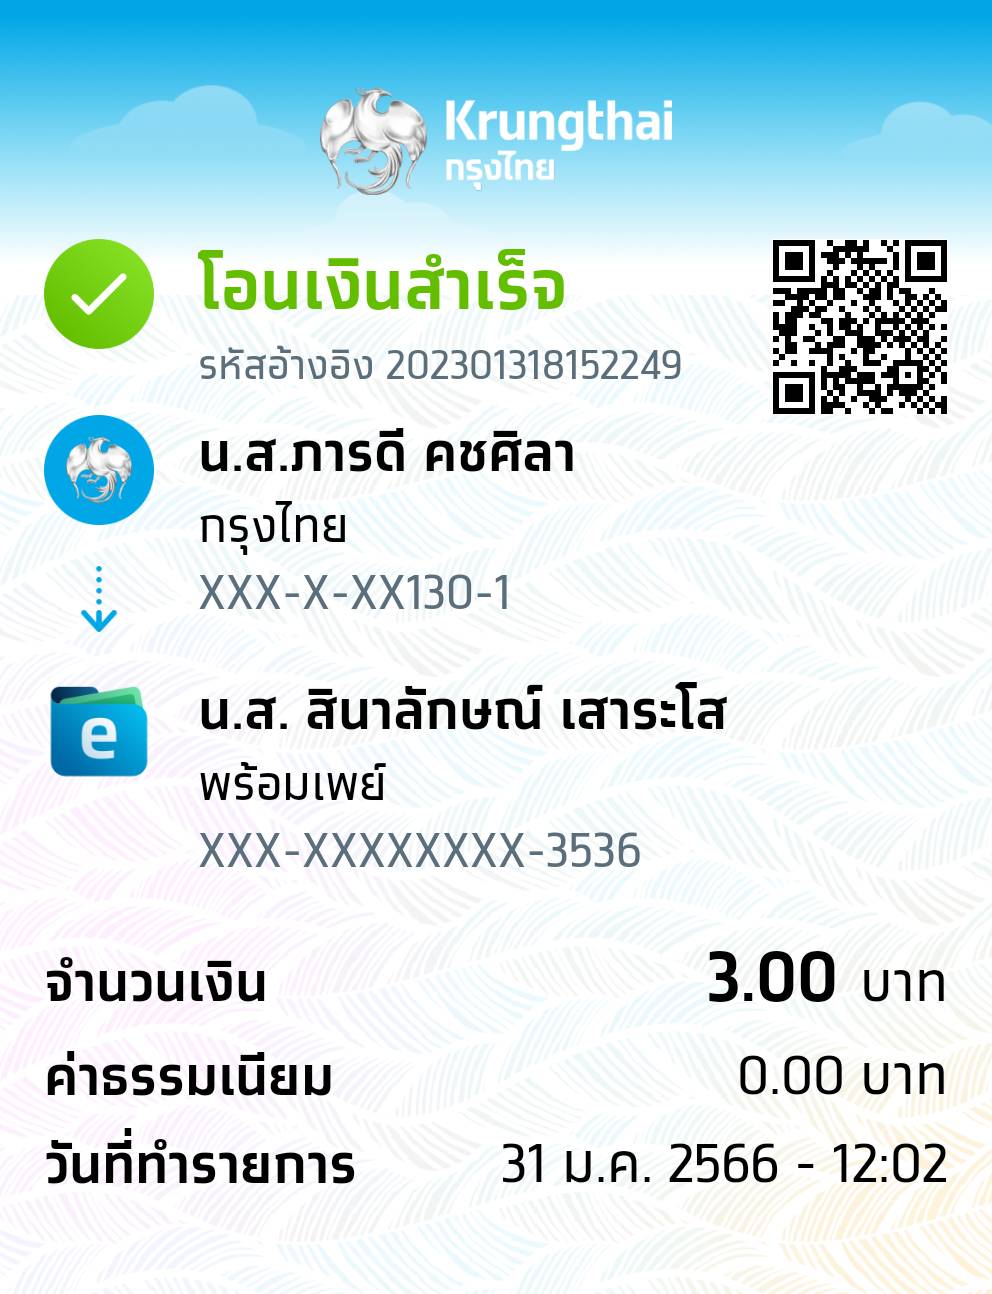 Krungthai
กรุงไทย
โอนเงินสำเร็จ
รหัสอ้างอิง 202301318152249
น.ส.ภารดี คชศิลา
กรุงไทย
XXX-X-XX130-1
น.ส. สินาลักษณ์ เสาระโส
e
พร้อมเพย์
XXX-XXXXXXXX-3536
จำนวนเงิน 3.00 บาท
ค่าธรรมเนียม 0.00 บาท
วันที่ทำรายการ 31 ม.ค. 2566 - 12:02